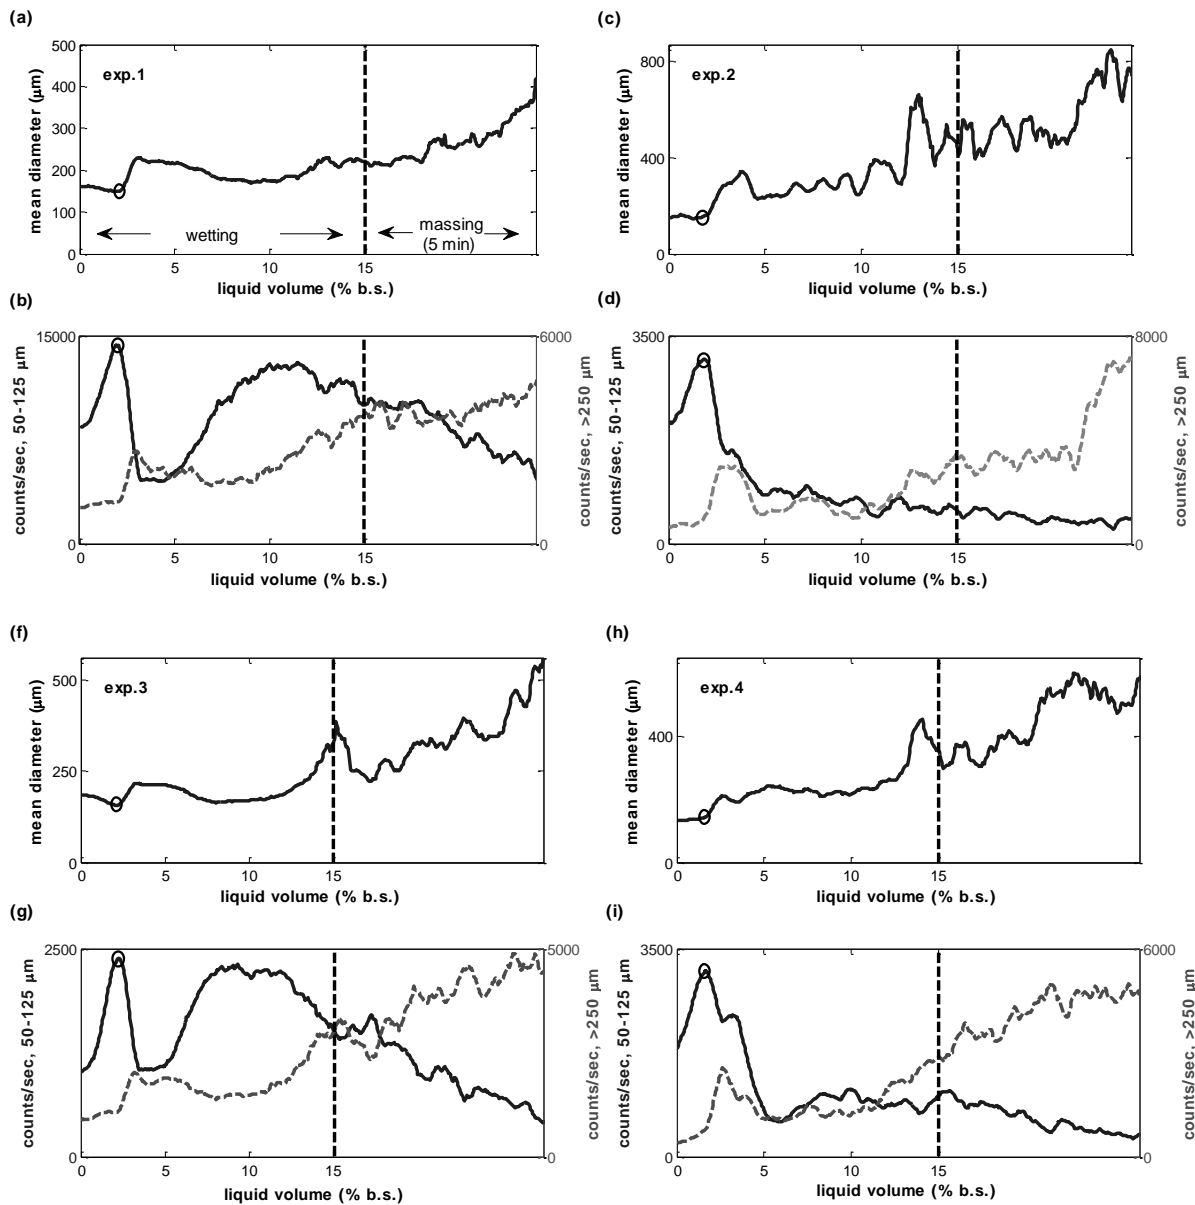 (a)
500
400
300
200
100
0
mean diameter (μm)
exp.1
wetting
massing
(5 min)
0 5 10 15
liquid volume (% b.s.)
(c)
800
400
0
mean diameter (μm)
exp.2
0 5 10 15
liquid volume (% b.s.)
(b)
15000
0
counts/sec, 50-125 μm
6000
0
counts/sec, >250 μm
0 5 10 15
liquid volume (% b.s.)
(d)
3500
0
counts/sec, 50-125 μm
8000
0
counts/sec, >250 μm
0 5 10 15
liquid volume (% b.s.)
(f)
500
250
0
mean diameter (μm)
exp.3
0 5 10 15
liquid volume (% b.s.)
(h)
400
0
mean diameter (μm)
exp.4
0 5 10 15
liquid volume (% b.s.)
(g)
2500
0
counts/sec, 50-125 μm
5000
0
counts/sec, >250 μm
0 5 10 15
liquid volume (% b.s.)
(i)
3500
0
counts/sec, 50-125 μm
6000
0
counts/sec. >250 μm
0 5 10 15
liquid volume (% b.s.)